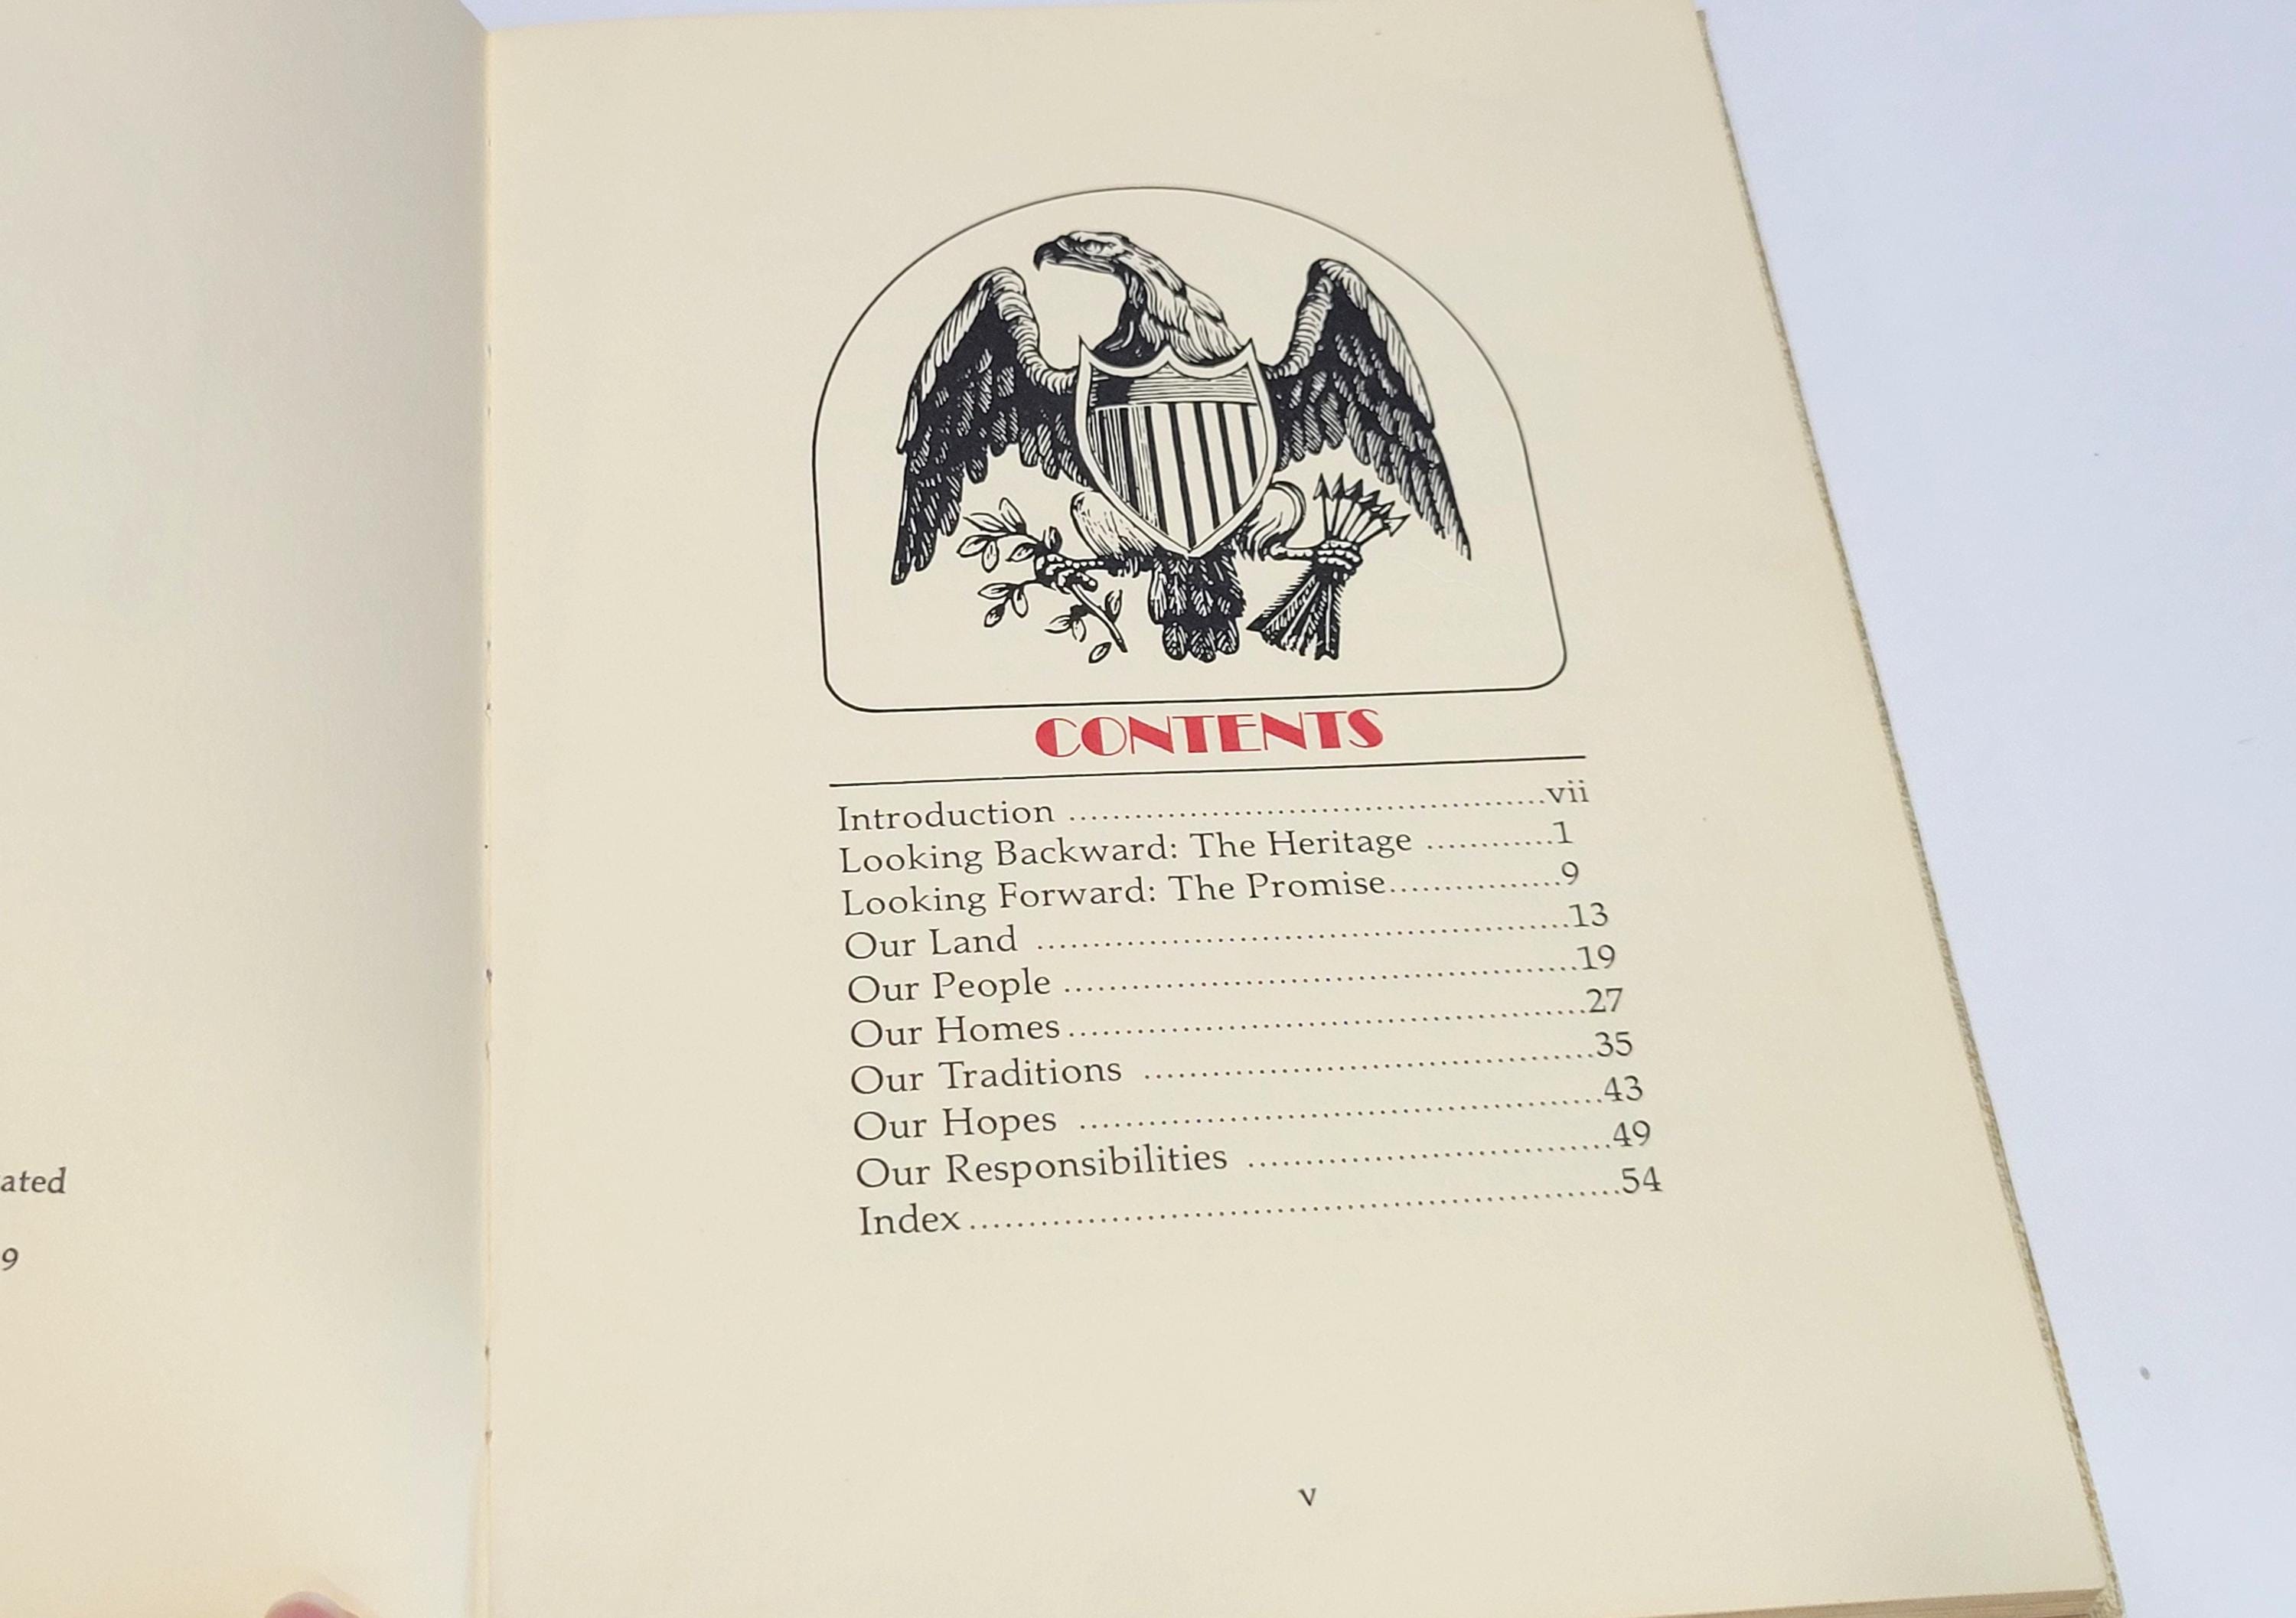 ated
9
CONTENTS
Introduction ..........................................vii
Looking Backward: The Heritage ............1
Looking Forward: The Promise................9
Our Land ...............................................13
Our People .............................................19
Our Homes..............................................27
Our Traditions ........................................35
Our Hopes ..............................................43
Our Responsibilities ................................49
Index.........................................................54
v